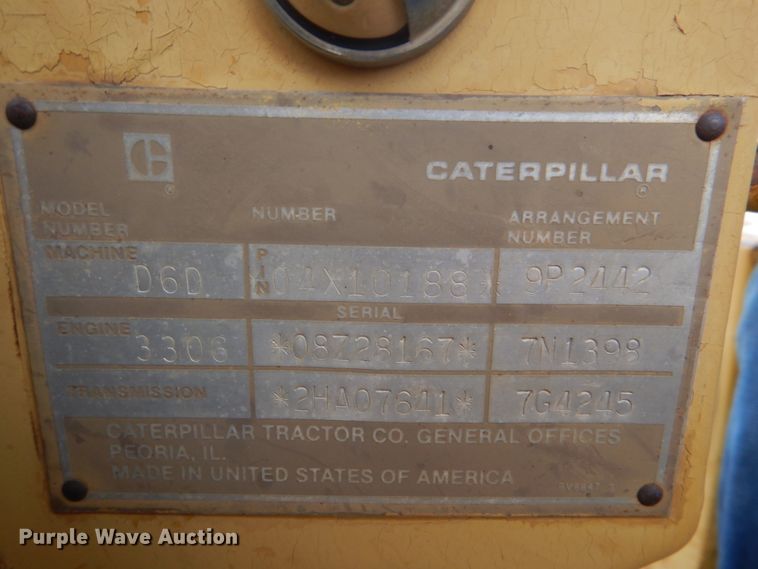 C
®
CATERPILLAR
®
MODEL NUMBER
NUMBER
ARRANGEMENT NUMBER
MACHINE D6D PIN *04X10188* 9P2442
SERIAL
ENGINE 3306 *08Z28167* 7N1398
TRANSMISSION *2HA07641* 7G4245
CATERPILLAR TRACTOR CO. GENERAL OFFICES
PEORIA, IL.
MADE IN UNITED STATES OF AMERICA
Purple Wave Auction